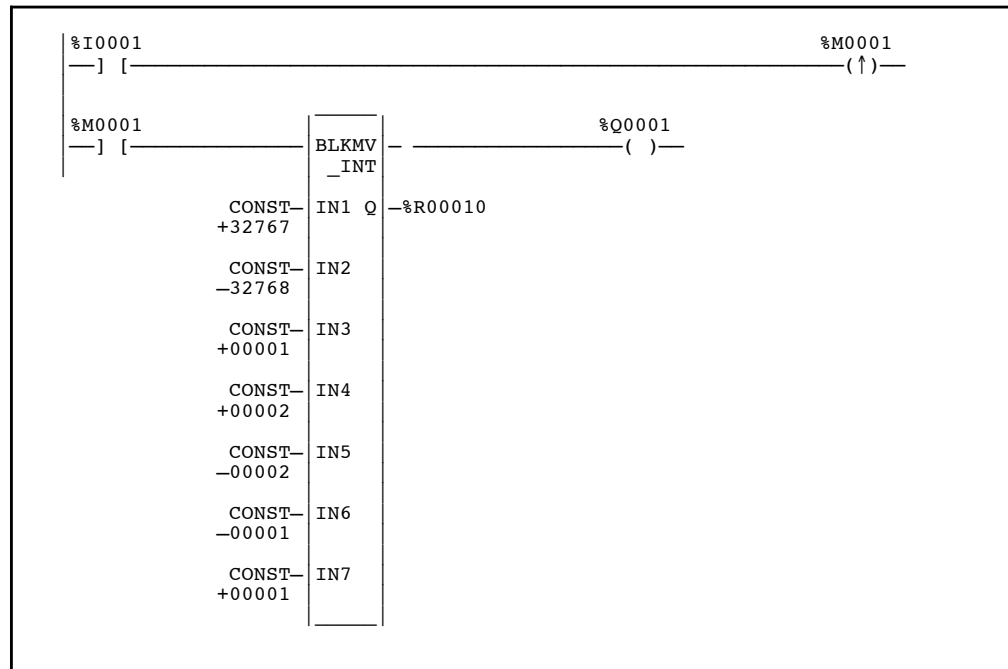 %I0001 %M0001
—] [— —(↑)—
%M0001 %Q0001
—] [— BLKMV — —( )—
_INT
CONST— IN1 Q —%R00010
+32767
CONST— IN2
—32768
CONST— IN3
+00001
CONST— IN4
+00002
CONST— IN5
—00002
CONST— IN6
—00001
CONST— IN7
+00001